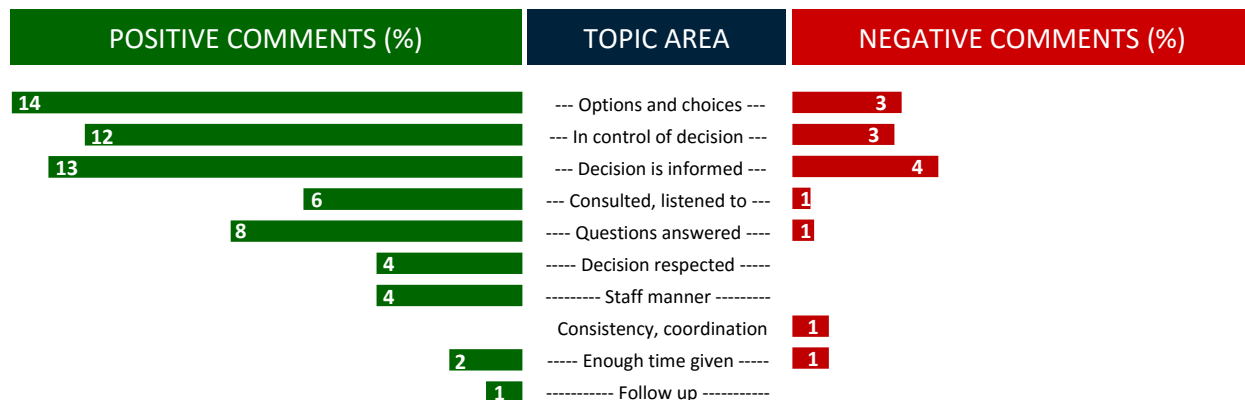 POSITIVE COMMENTS (%) TOPIC AREA NEGATIVE COMMENTS (%)
14 --- Options and choices --- 3
12 --- In control of decision --- 3
13 --- Decision is informed --- 4
6 --- Consulted, listened to --- 1
8 ---- Questions answered ---- 1
4 ----- Decision respected -----
4 --------- Staff manner ---------
Consistency, coordination 1
2 ----- Enough time given ----- 1
1 ----------- Follow up -----------